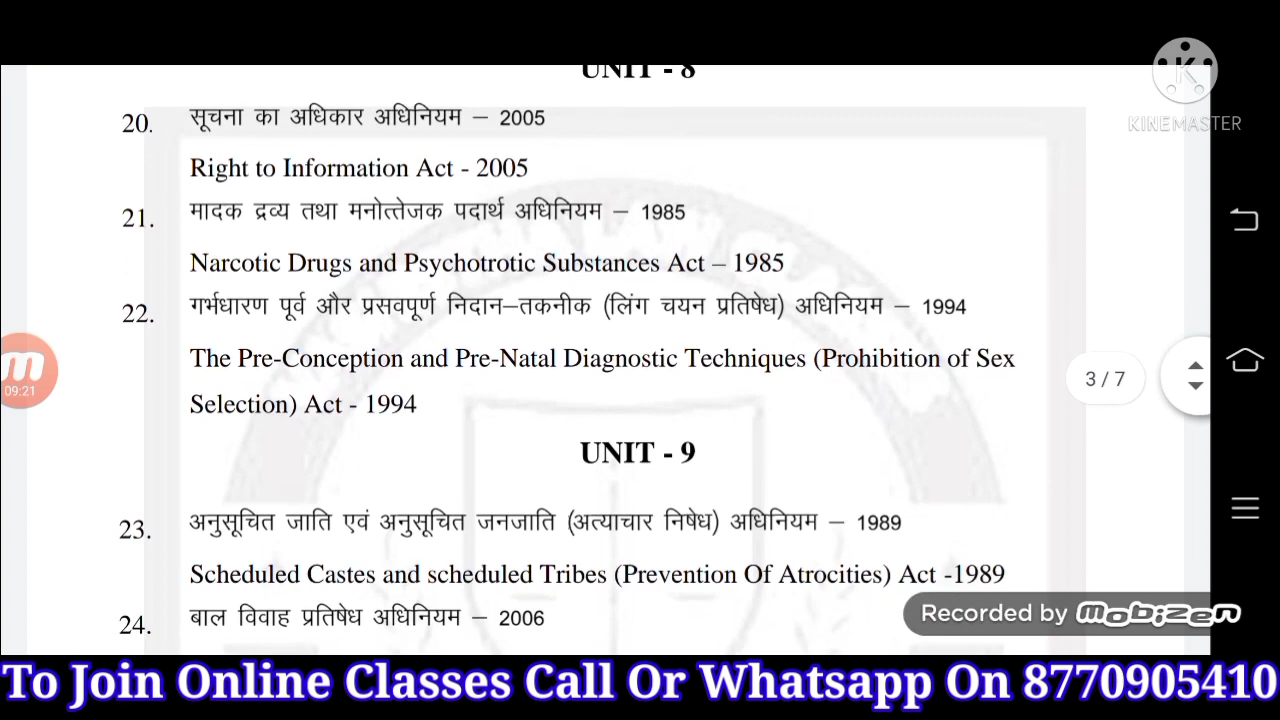 UNIT - 8
20. सूचना का अधिकार अधिनियम – 2005
Right to Information Act - 2005
21. मादक द्रव्य तथा मनोत्तेजक पदार्थ अधिनियम – 1985
Narcotic Drugs and Psychotrotic Substances Act – 1985
22. गर्भधारण पूर्व और प्रसवपूर्ण निदान–तकनीक (लिंग चयन प्रतिषेध) अधिनियम – 1994
The Pre-Conception and Pre-Natal Diagnostic Techniques (Prohibition of Sex
Selection) Act - 1994
UNIT - 9
23. अनुसूचित जाति एवं अनुसूचित जनजाति (अत्याचार निषेध) अधिनियम – 1989
Scheduled Castes and scheduled Tribes (Prevention Of Atrocities) Act -1989
24. बाल विवाह प्रतिषेध अधिनियम – 2006
K
KINEMASTER
m
09:21
3 / 7
Recorded by Mobizen
To Join Online Classes Call Or Whatsapp On 8770905410